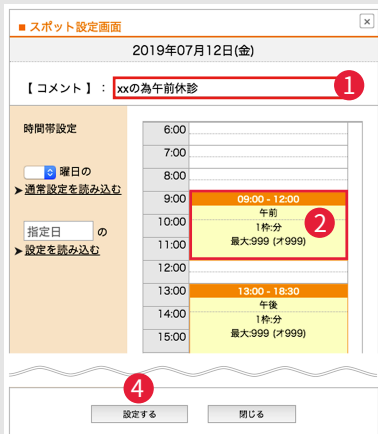 ■ スポット設定画面
×
2019年07月12日(金)
【 コメント 】 : xxの為午前休診
1
時間帯設定
曜日の
➤通常設定を読み込む
指定日 の
➤設定を読み込む
6:00
7:00
8:00
9:00
10:00
11:00
12:00
13:00
14:00
15:00
09:00 - 12:00
午前
1枠:分
最大:999 (オ999)
2
13:00 - 18:30
午後
1枠:分
最大:999 (オ999)
4
設定する
閉じる